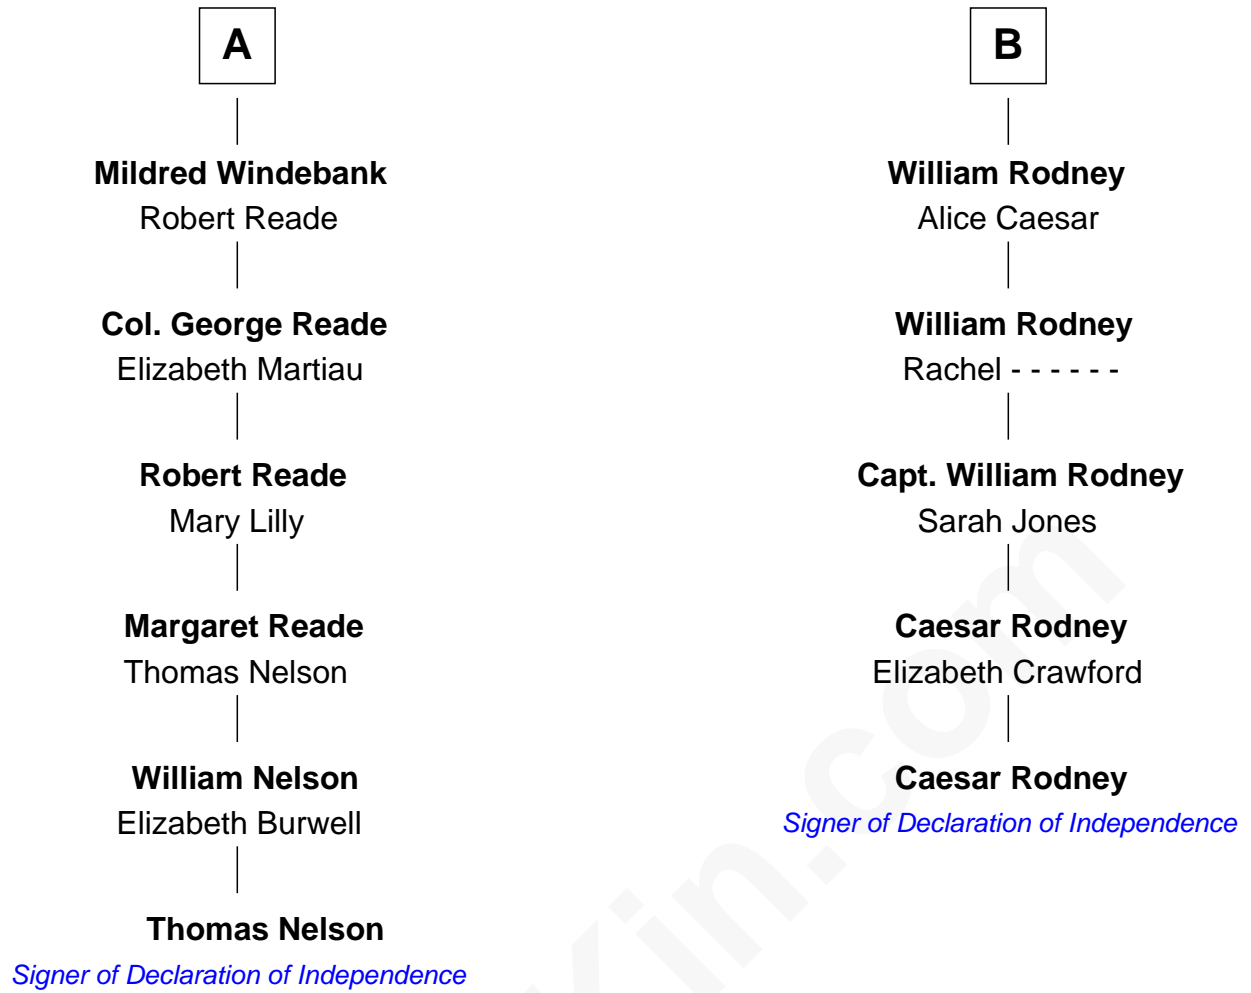 A
Mildred Windebank
Robert Reade
Col. George Reade
Elizabeth Martiau
Robert Reade
Mary Lilly
Margaret Reade
Thomas Nelson
William Nelson
Elizabeth Burwell
Thomas Nelson
Signer of Declaration of Independence
B
William Rodney
Alice Caesar
William Rodney
Rachel - - - - - -
Capt. William Rodney
Sarah Jones
Caesar Rodney
Elizabeth Crawford
Caesar Rodney
Signer of Declaration of Independence
Kin.com